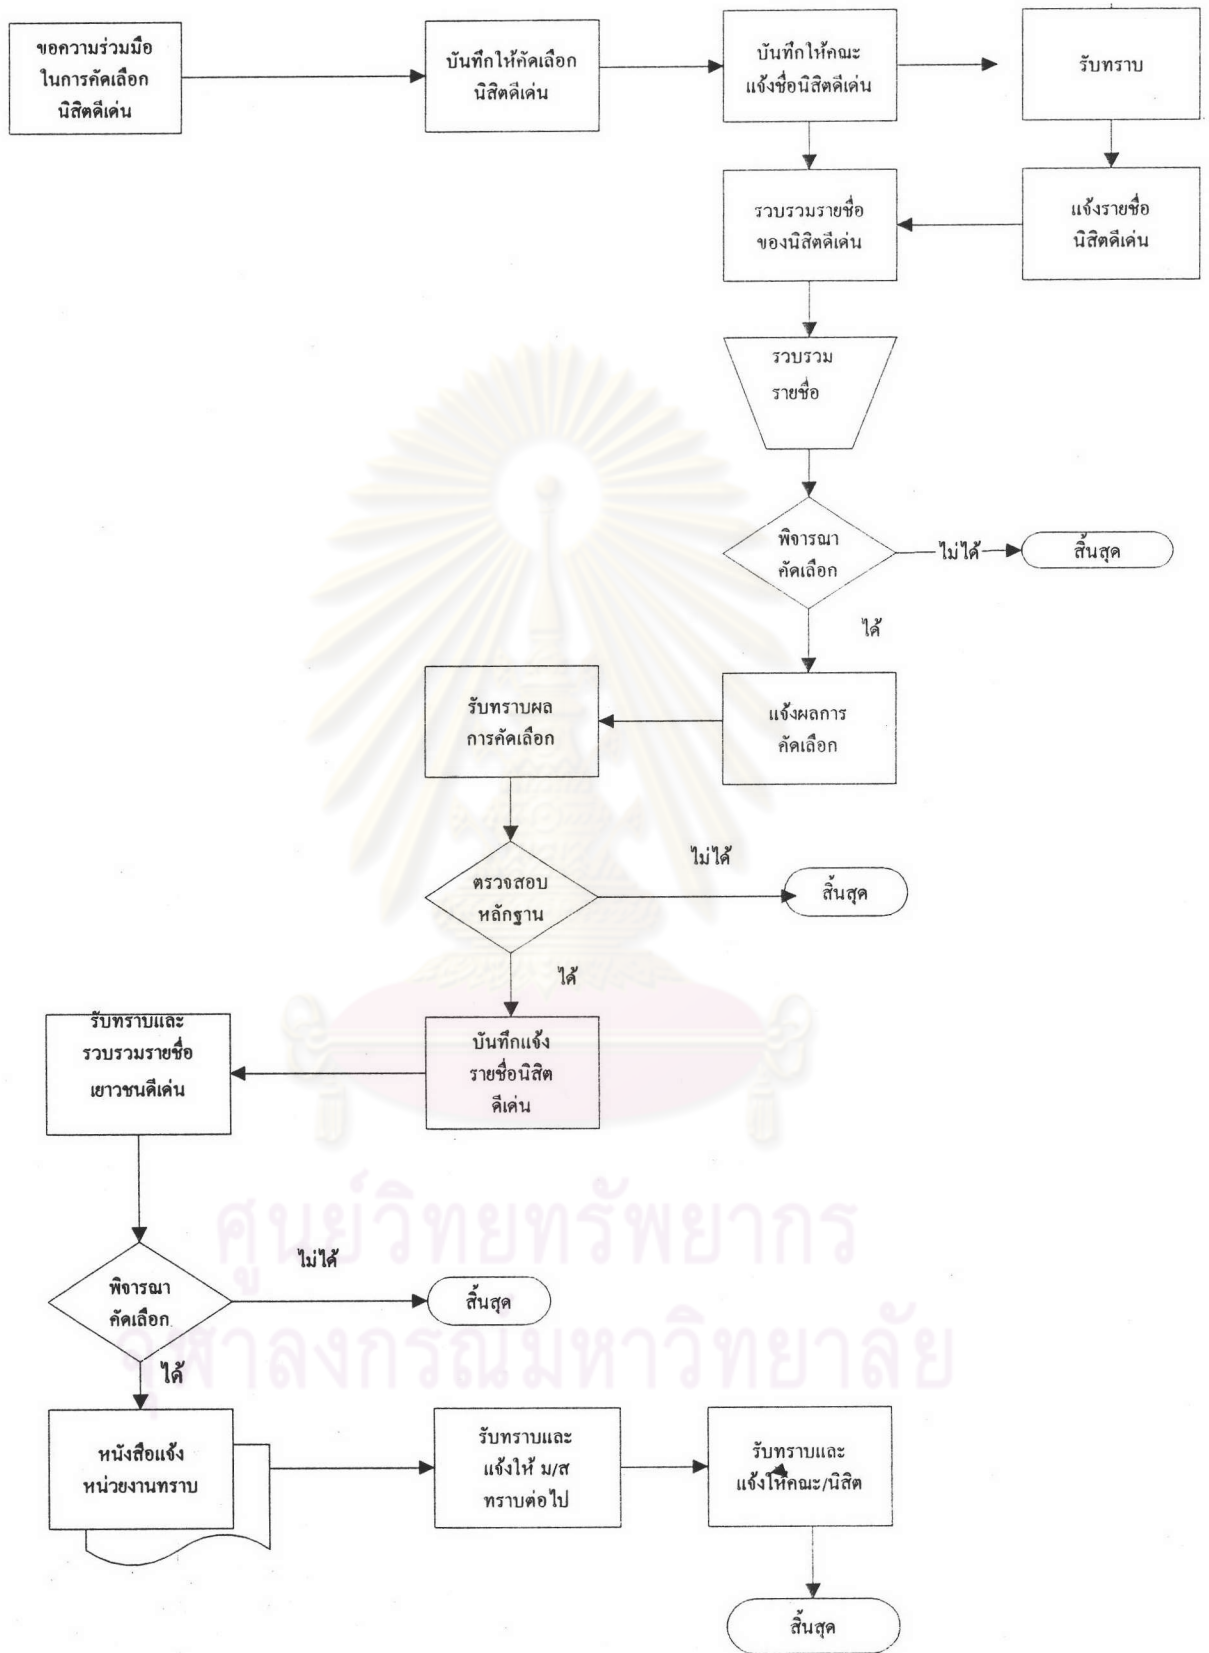 ขอความร่วมมือ
ในการคัดเลือก
นิสิตดีเด่น
บันทึกให้คัดเลือก
นิสิตดีเด่น
บันทึกให้คณะ
แจ้งชื่อนิสิตดีเด่น
รับทราบ
รวบรวมรายชื่อ
ของนิสิตดีเด่น
แจ้งรายชื่อ
นิสิตดีเด่น
รวบรวม
รายชื่อ
พิจารณา
คัดเลือก
ไม่ได้
สิ้นสุด
ได้
รับทราบผล
การคัดเลือก
แจ้งผลการ
คัดเลือก
ตรวจสอบ
หลักฐาน
ไม่ได้
สิ้นสุด
ได้
รับทราบและ
รวบรวมรายชื่อ
เยาวชนดีเด่น
บันทึกแจ้ง
รายชื่อนิสิต
ดีเด่น
ศูนย์วิทยทรัพยากร
จุฬาลงกรณ์มหาวิทยาลัย
พิจารณา
คัดเลือก
ไม่ได้
สิ้นสุด
ได้
หนังสือแจ้ง
หน่วยงานทราบ
รับทราบและ
แจ้งให้ ม/ส
ทราบต่อไป
รับทราบและ
แจ้งให้คณะ/นิสิต
สิ้นสุด